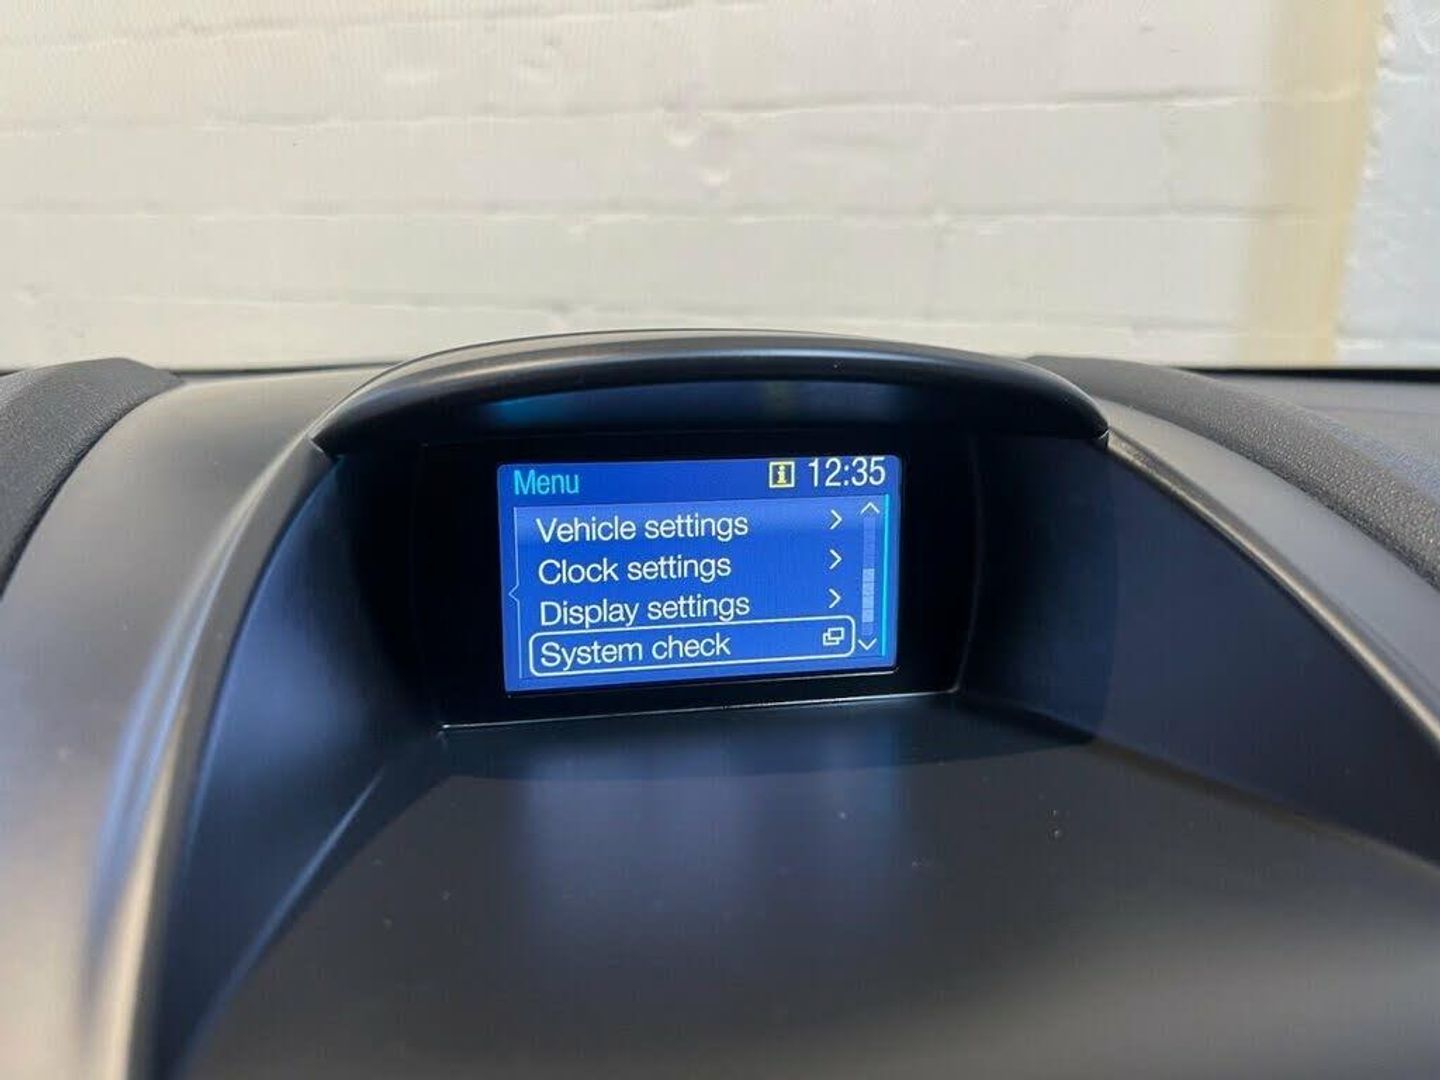 Menu 12:35
Vehicle settings
Clock settings
Display settings
System check